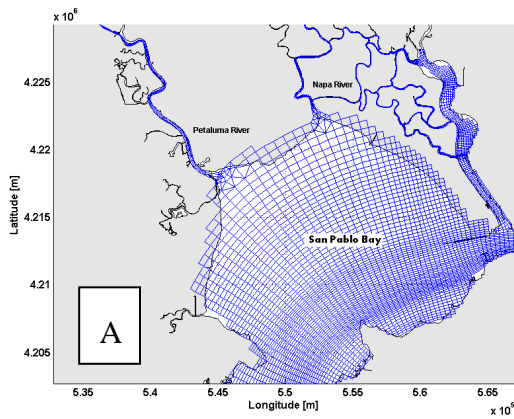 x 10⁶
4.225
4.22
4.215
4.21
4.205
Latitude [m]
Napa River
Petaluma River
San Pablo Bay
A
5.35
5.4
5.45
5.5
5.55
5.6
5.65
Longitude [m]
x 10⁵